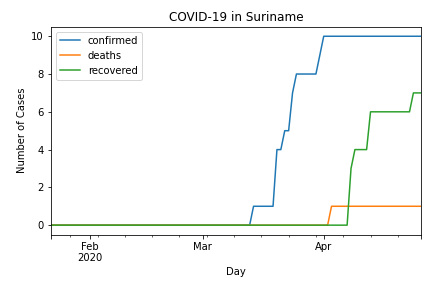 COVID-19 in Suriname
confirmed
deaths
recovered
Number of Cases
10
8
6
4
2
0
Feb
2020
Mar
Apr
Day